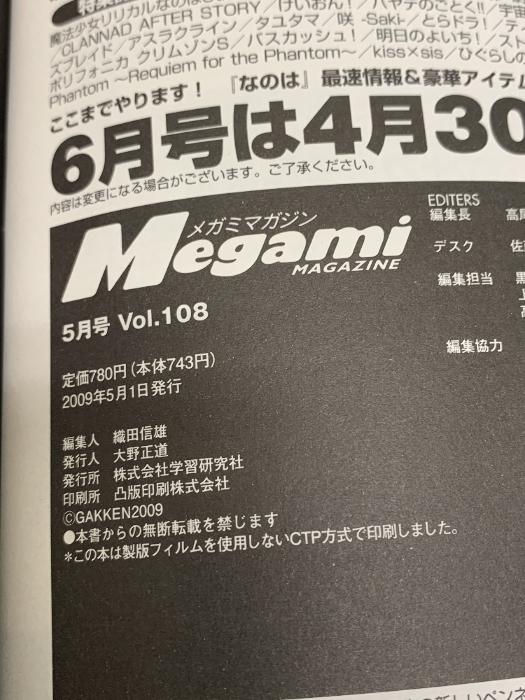 魔法少女リリカルなのは
/CLANNAD AFTER STORY/けいおん!/ハヤテのごとく!!/宇宙
ズブレイド/アスラクライン/タユタマ/咲 -Saki-/とらドラ!/
ポリフォニカ クリムゾンS/バスカッシュ!/明日のよいち!/スト
Phantom ~Requiem for the Phantom~/kiss×sis/ひぐらしの
ここまでやります! 『なのは』最速情報&豪華アイテム
6月号は4月30
内容は変更になる場合がございます。ご了承ください。
メガミマガジン
Megami
MAGAZINE
5月号 Vol.108
定価780円(本体743円)
2009年5月1日発行
編集人 織田信雄
発行人 大野正道
発行所 株式会社学習研究社
印刷所 凸版印刷株式会社
©GAKKEN2009
●本書からの無断転載を禁じます
*この本は製版フィルムを使用しないCTP方式で印刷しました。
EDITERS
編集長
デスク 佐
編集担当 黒
編集協力
の新しいペンネ